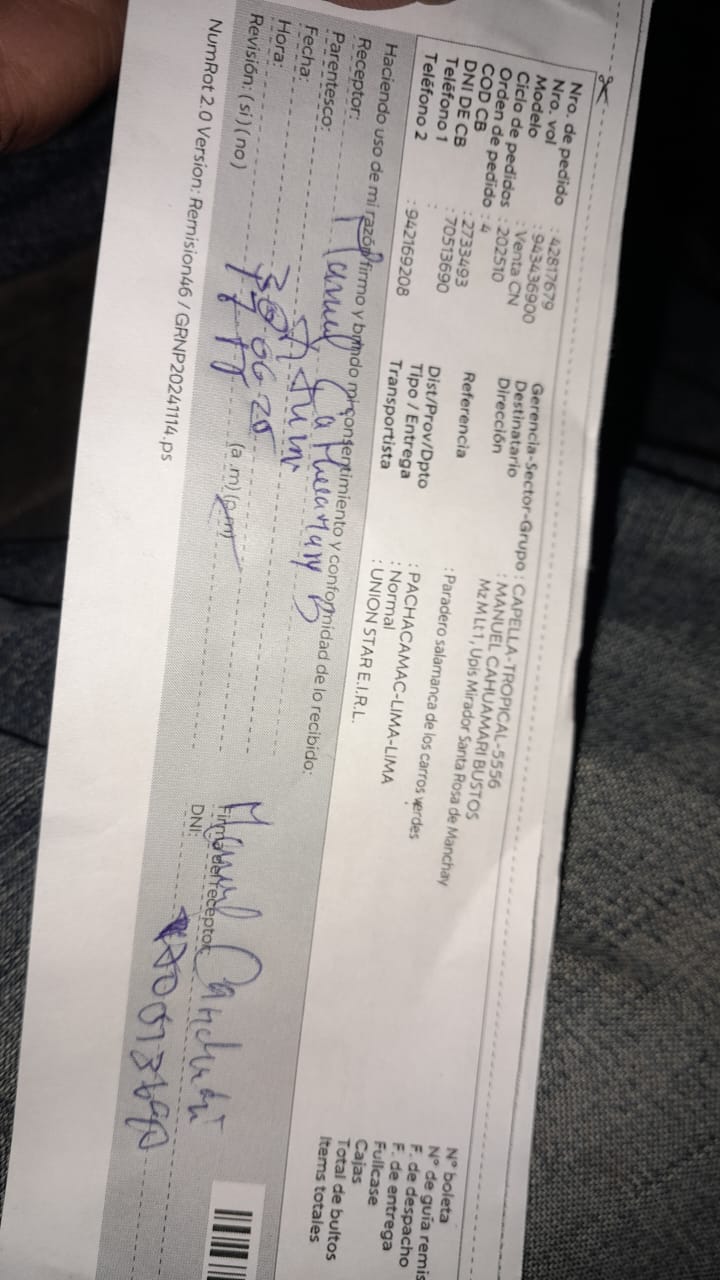 Nro. de pedido : 42817679
Nro. vol : 943436900
Modelo : Venta CN
Ciclo de pedidos : 202510
Orden de pedido : 4
COD CB : 2733493
DNI DE CB : 70513690
Teléfono 1 :
Teléfono 2 : 942169208
Gerencia-Sector-Grupo : CAPELLA-TROPICAL-5556
Destinatario : MANUEL CAHUAMARI BUSTOS
Dirección : Mz M Lt 1, Upis Mirador Santa Rosa de Manchay
Referencia : Paradero salamanca de los carros verdes
Dist/Prov/Dpto : PACHACAMAC-LIMA-LIMA
Tipo / Entrega : Normal
Transportista : UNION STAR E.I.R.L.
N° boleta
N° de guía remis
F. de despacho
F. de entrega
Fullcase
Cajas
Total de bultos
Items totales
Haciendo uso de mi razón firmo y brindo mi consentimiento y conformidad de lo recibido:
Receptor: Manuel
Parentesco:
Fecha: 30 06 25
Hora: (a.m)(p.m)
Revisión: (si)(no)
Manuel
Firma del receptor
DNI:
NumRot 2.0 Version: Remision46 / GRNP20241114.ps